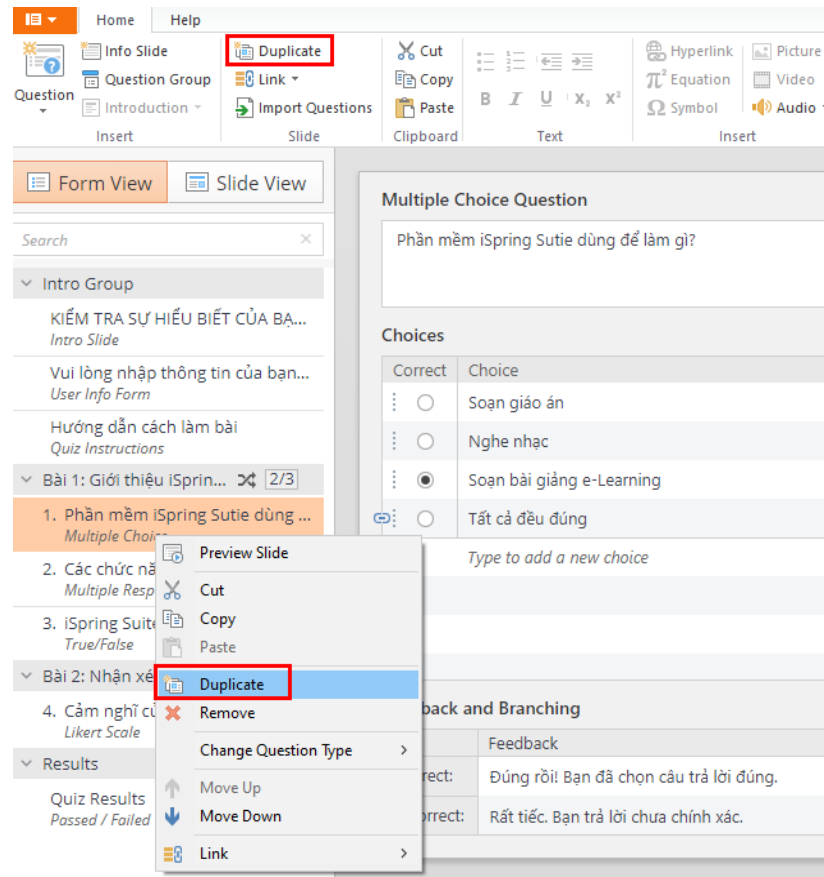 Home Help
Info Slide Duplicate Cut Hyperlink Picture
Question Group Link Copy Equation Video
Question Introduction Import Questions Paste B I U X₂ X² Symbol Audio
Insert Slide Clipboard Text Insert
Form View Slide View
Multiple Choice Question
Search
Phần mềm iSpring Sutie dùng để làm gì?
Intro Group
KIỂM TRA SỰ HIỂU BIẾT CỦA BẠ...
Intro Slide
Vui lòng nhập thông tin của bạn...
User Info Form
Hướng dẫn cách làm bài
Quiz Instructions
Bài 1: Giới thiệu iSprin... 2/3
1. Phần mềm iSpring Sutie dùng ...
Multiple Choice
2. Các chức
Multiple Resp
3. iSpring Suite
True/False
Bài 2: Nhận xé
4. Cảm nghĩ
Likert Scale
Results
Quiz Results
Passed / Failed
Choices
Correct Choice
Soạn giáo án
Nghe nhạc
Soạn bài giảng e-Learning
Tất cả đều đúng
Type to add a new choice
Preview Slide
Cut
Copy
Paste
Duplicate
Remove
Change Question Type
Move Up
Move Down
Link
back and Branching
Feedback
rect: Đúng rồi! Bạn đã chọn câu trả lời đúng.
orrect: Rất tiếc. Bạn trả lời chưa chính xác.